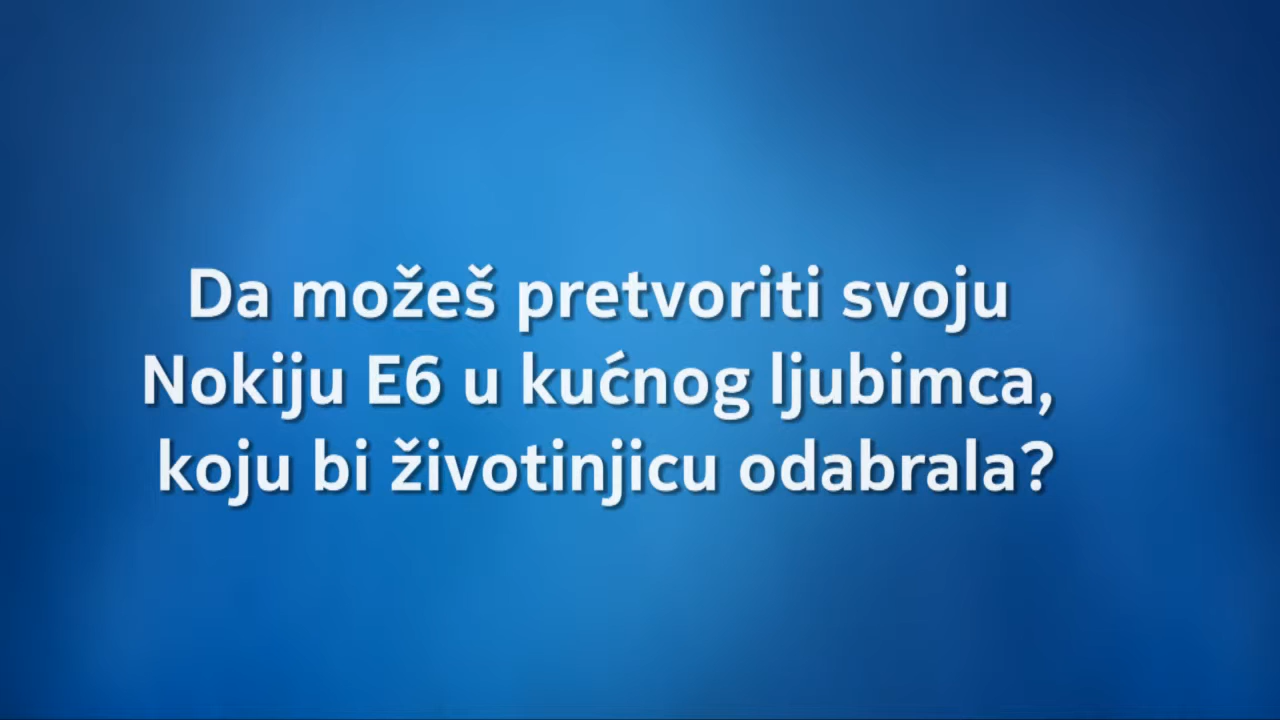 Da možeš pretvoriti svoju
Nokiju E6 u kućnog ljubimca,
koju bi životinjicu odabrala?